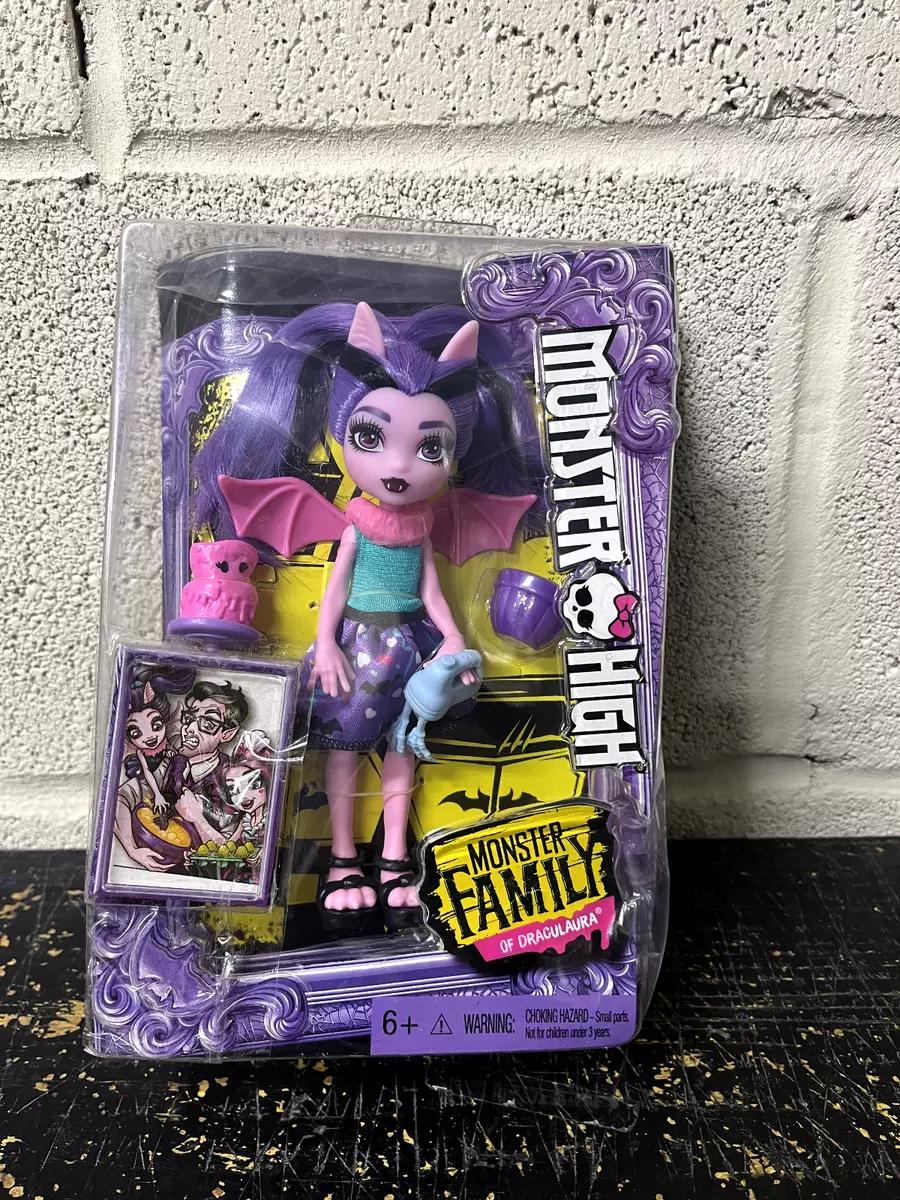 MONSTER HIGH
MONSTER
FAMILY
OF DRACULAURA®
6+ ⚠ WARNING: CHOKING HAZARD – Small parts.
Not for children under 3 years.